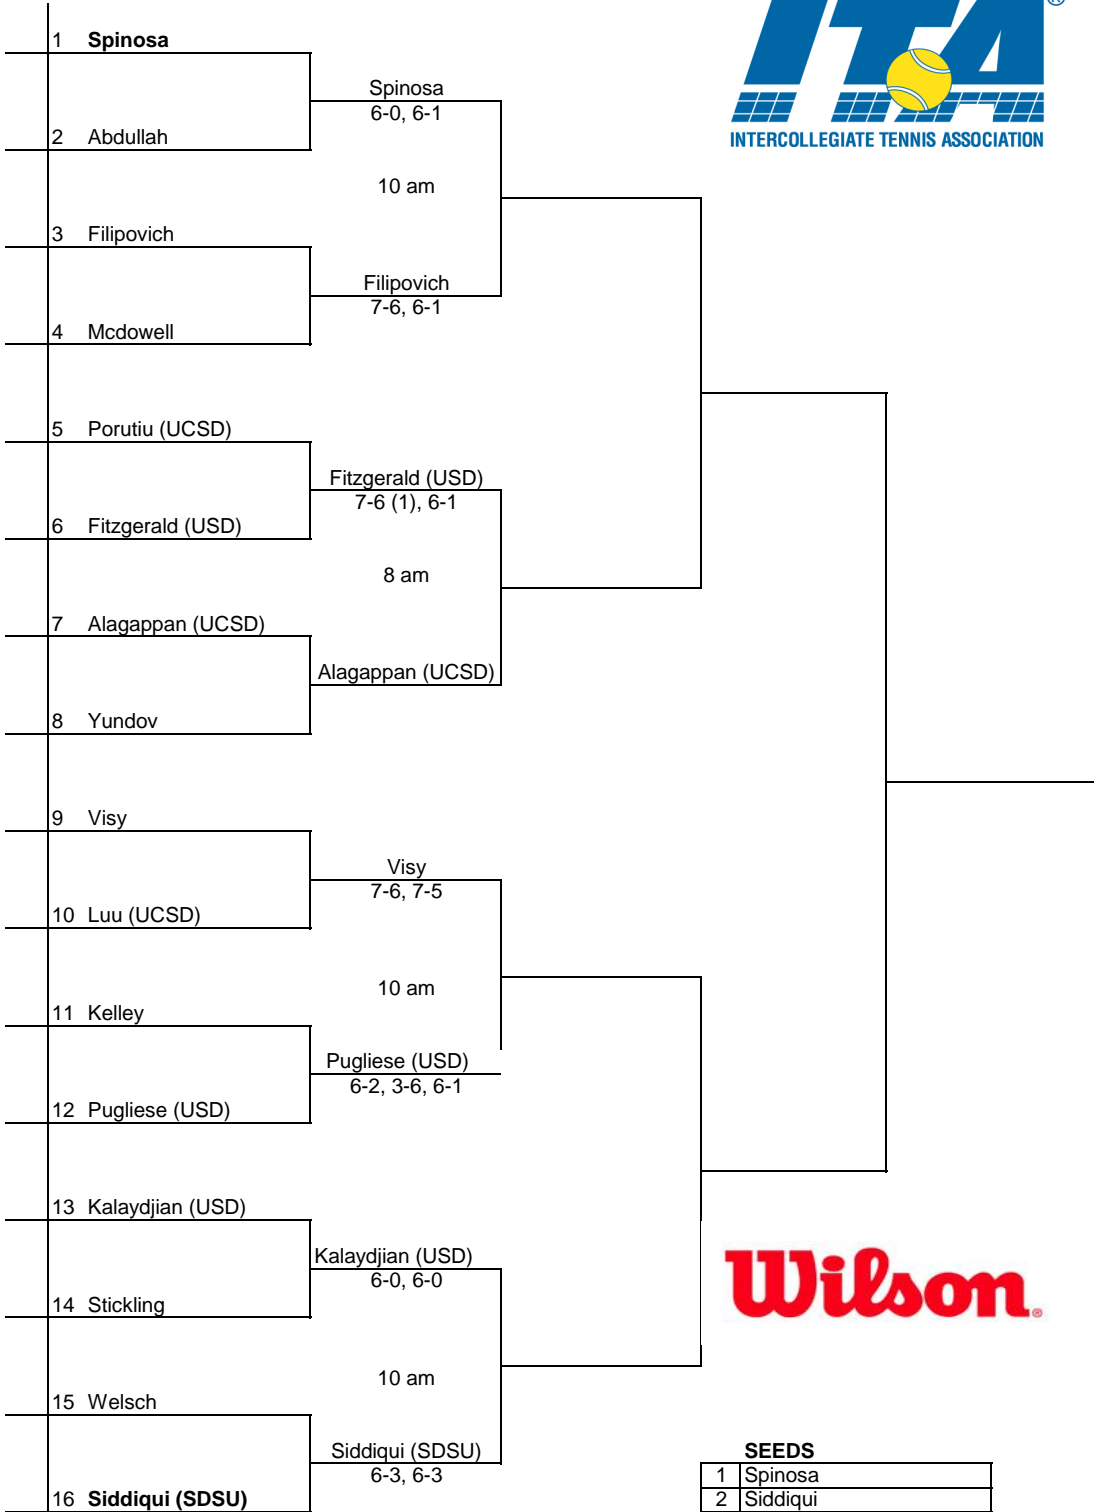 ITA
®
INTERCOLLEGIATE TENNIS ASSOCIATION
1 Spinosa
Spinosa
6-0, 6-1
2 Abdullah
10 am
3 Filipovich
Filipovich
7-6, 6-1
4 Mcdowell
5 Porutiu (UCSD)
Fitzgerald (USD)
7-6 (1), 6-1
6 Fitzgerald (USD)
8 am
7 Alagappan (UCSD)
Alagappan (UCSD)
8 Yundov
9 Visy
Visy
7-6, 7-5
10 Luu (UCSD)
10 am
11 Kelley
Pugliese (USD)
6-2, 3-6, 6-1
12 Pugliese (USD)
13 Kalaydjian (USD)
Kalaydjian (USD)
6-0, 6-0
14 Stickling
Wilson®
10 am
15 Welsch
Siddiqui (SDSU)
6-3, 6-3
16 Siddiqui (SDSU)
SEEDS
1 Spinosa
2 Siddiqui